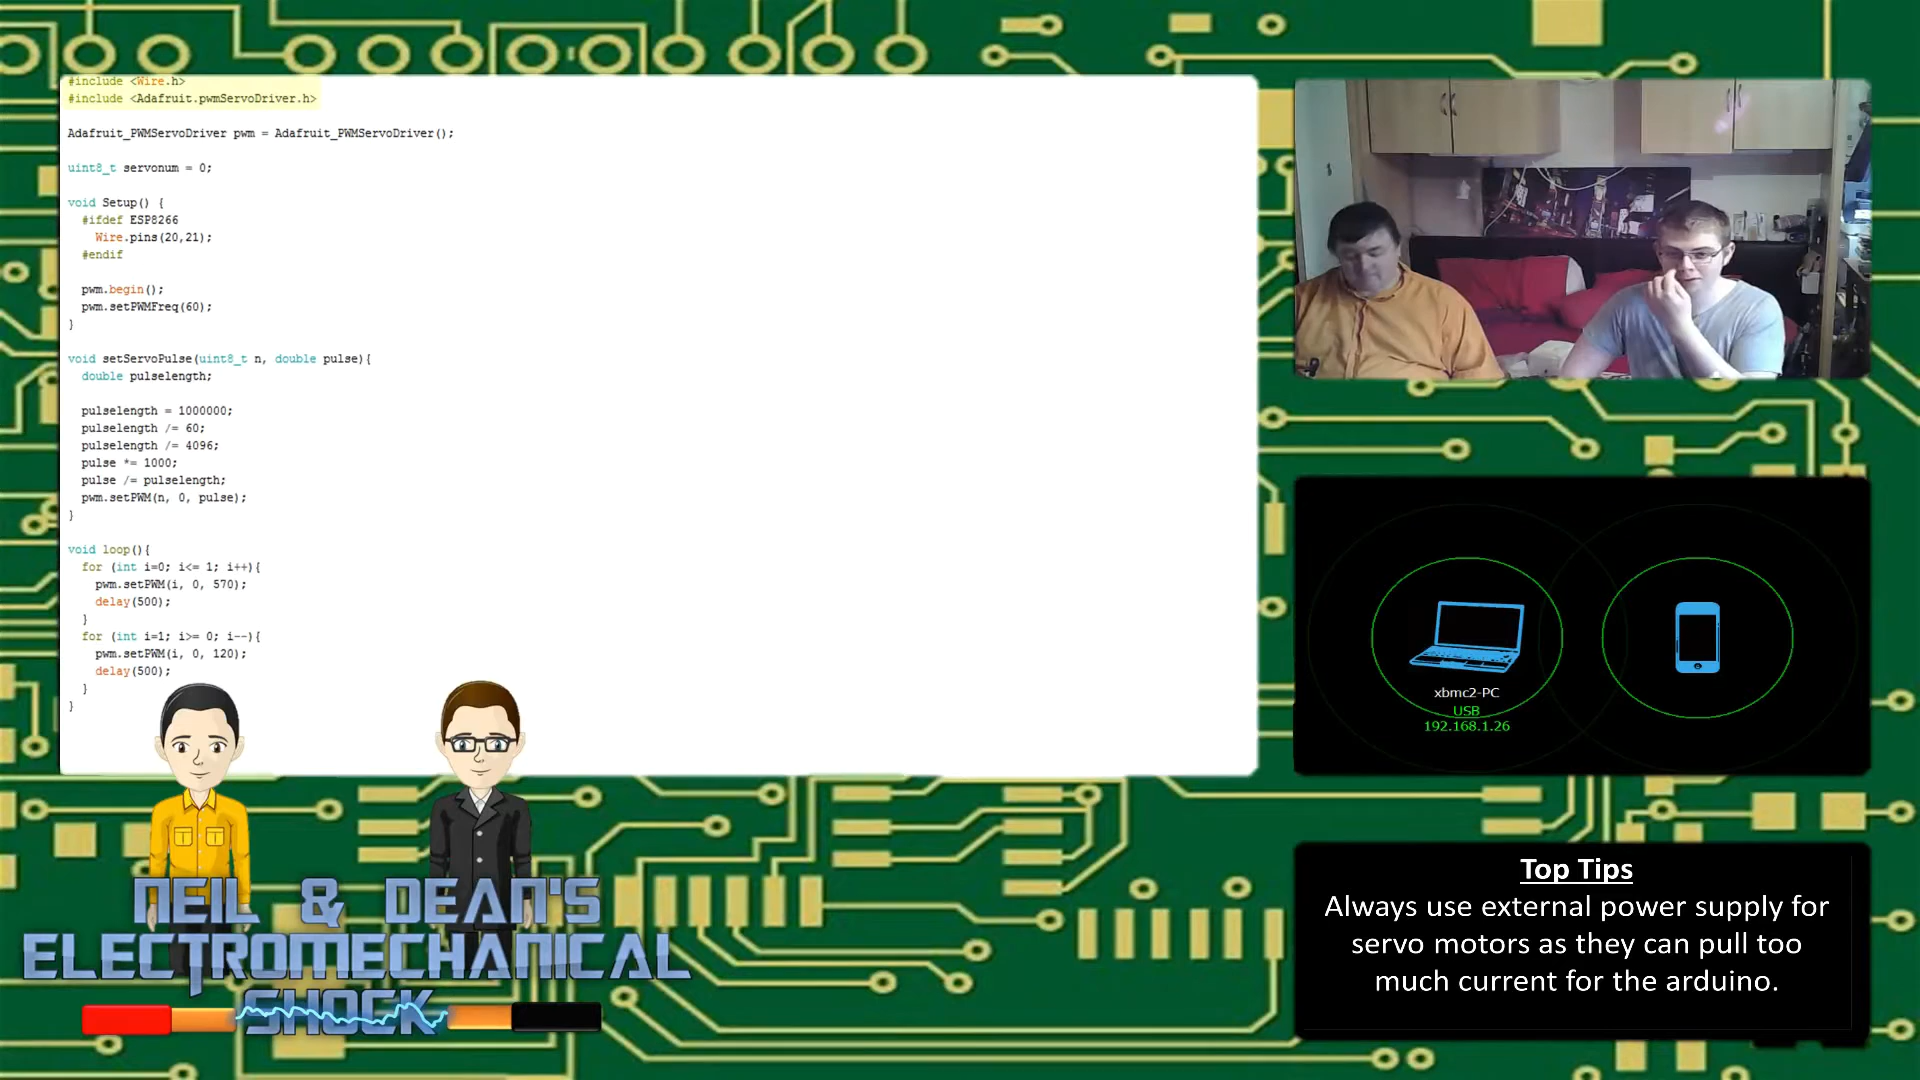 #include <Wire.h>
#include <Adafruit.pwmServoDriver.h>
Adafruit_PWMServoDriver pwm = Adafruit_PWMServoDriver();
uint8_t servonum = 0;
void Setup() {
#ifdef ESP8266
Wire.pins(20,21);
#endif
pwm.begin();
pwm.setPWMFreq(60);
}
void setServoPulse(uint8_t n, double pulse){
double pulselength;
pulselength = 1000000;
pulselength /= 60;
pulselength /= 4096;
pulse *= 1000;
pulse /= pulselength;
pwm.setPWM(n, 0, pulse);
}
void loop(){
for (int i=0; i<= 1; i++){
pwm.setPWM(i, 0, 570);
delay(500);
}
for (int i=1; i>= 0; i--){
pwm.setPWM(i, 0, 120);
delay(500);
}
}
NEIL & DEAN'S
ELECTROMECHANICAL
SHOCK
xbmc2-PC
USB
192.168.1.26
Top Tips
Always use external power supply for
servo motors as they can pull too
much current for the arduino.